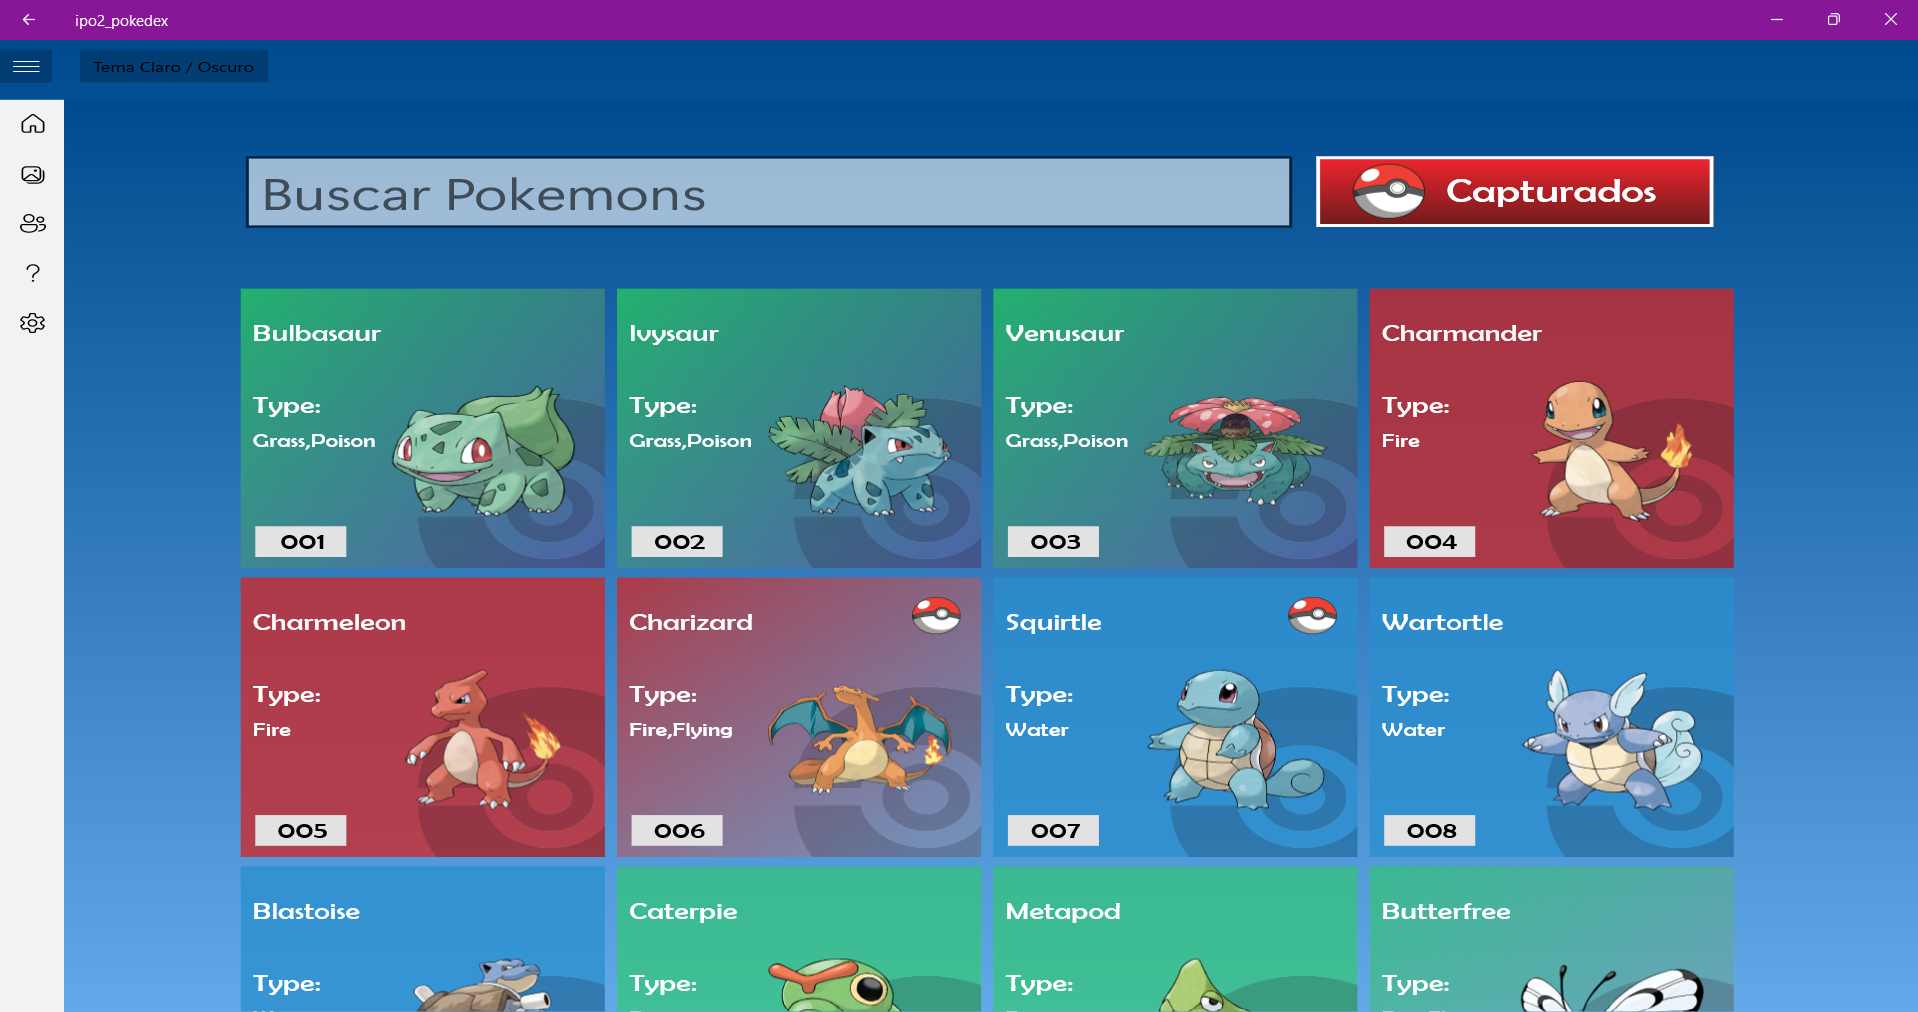 ipo2_pokedex
Tema Claro / Oscuro
Buscar Pokemons
Capturados
Bulbasaur
Type:
Grass,Poison
001
Ivysaur
Type:
Grass,Poison
002
Venusaur
Type:
Grass,Poison
003
Charmander
Type:
Fire
004
Charmeleon
Type:
Fire
005
Charizard
Type:
Fire,Flying
006
Squirtle
Type:
Water
007
Wartortle
Type:
Water
008
Blastoise
Type:
Caterpie
Type:
Metapod
Type:
Butterfree
Type: